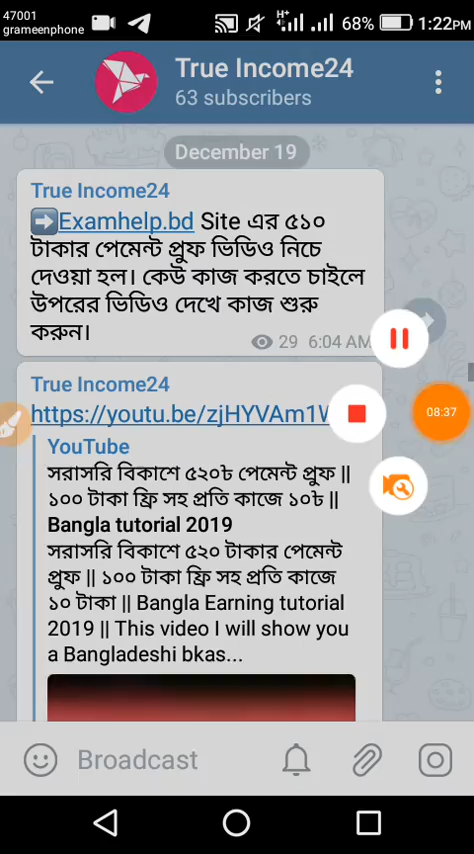 47001
grameenphone
H+
68%
1:22PM
True Income24
63 subscribers
December 19
True Income24
➡Examhelp.bd Site এর ৫১০
টাকার পেমেন্ট প্রুফ ভিডিও নিচে
দেওয়া হল। কেউ কাজ করতে চাইলে
উপরের ভিডিও দেখে কাজ শুরু
করুন।
29 6:04 AM
True Income24
https://youtu.be/zjHYVAm1
08:37
YouTube
সরাসরি বিকাশে ৫২০৳ পেমেন্ট প্রুফ ||
১০০ টাকা ফ্রি সহ প্রতি কাজে ১০৳ ||
Bangla tutorial 2019
সরাসরি বিকাশে ৫২০ টাকার পেমেন্ট
প্রুফ || ১০০ টাকা ফ্রি সহ প্রতি কাজে
১০ টাকা || Bangla Earning tutorial
2019 || This video I will show you
a Bangladeshi bkas...
Broadcast